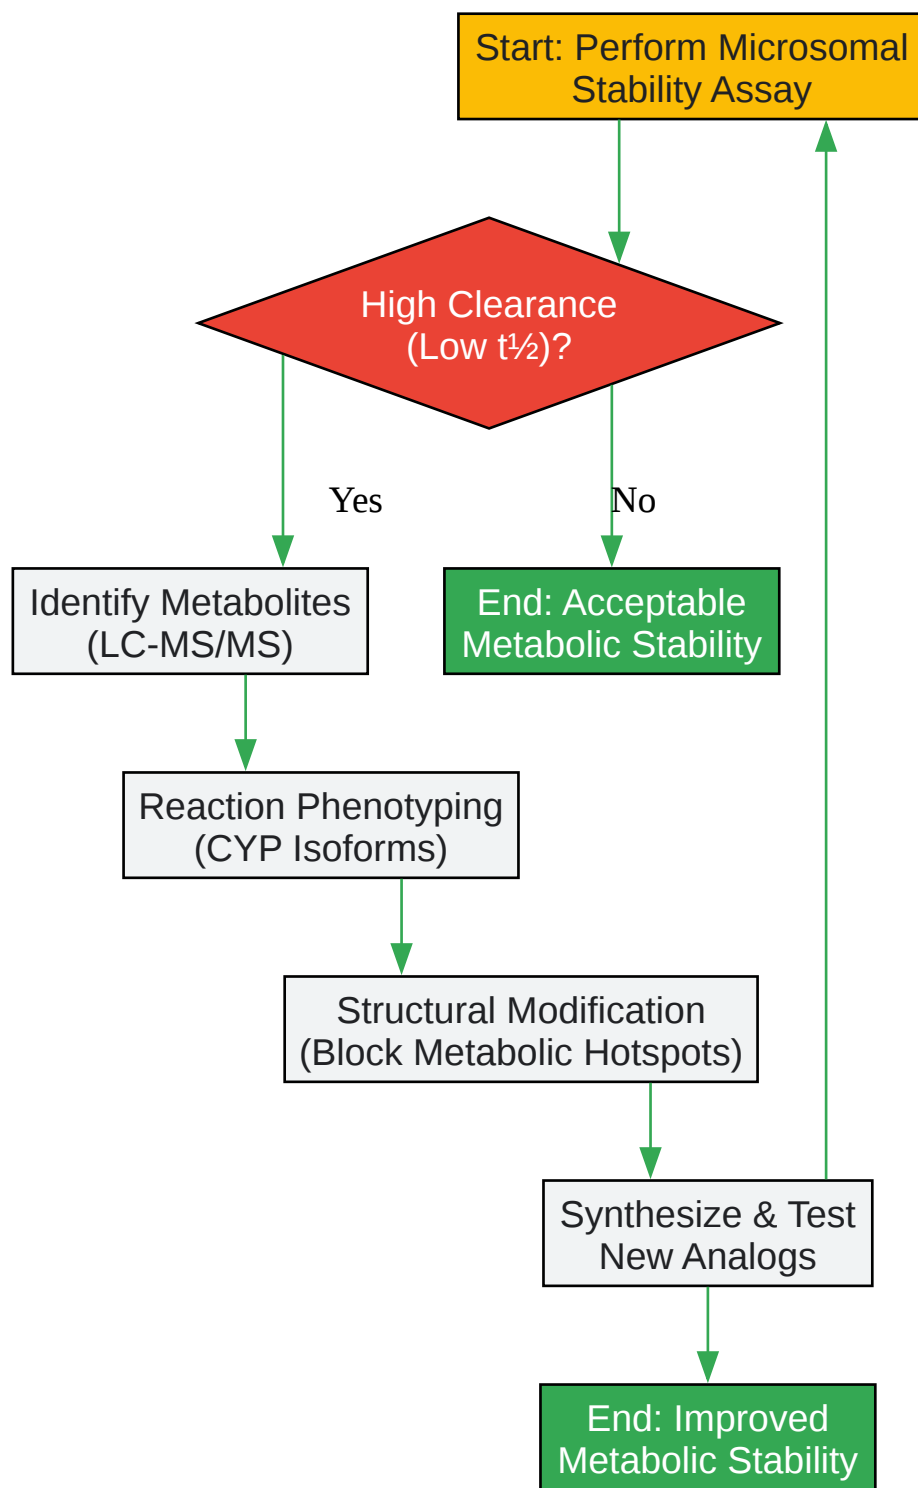 Start: Perform Microsomal
Stability Assay
High Clearance
(Low t½)?
Yes
No
Identify Metabolites
(LC-MS/MS)
End: Acceptable
Metabolic Stability
Reaction Phenotyping
(CYP Isoforms)
Structural Modification
(Block Metabolic Hotspots)
Synthesize & Test
New Analogs
End: Improved
Metabolic Stability